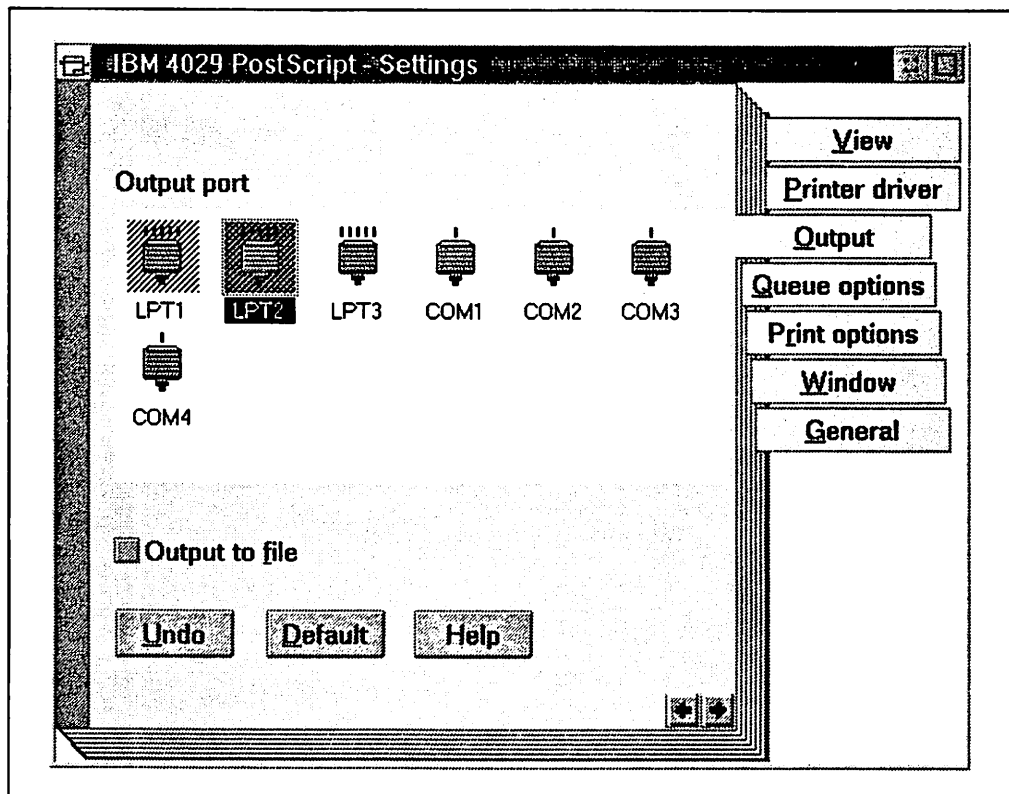 IBM 4029 PostScript - Settings
View
Printer driver
Output port
Output
Queue options
LPT1 LPT2 LPT3 COM1 COM2 COM3
Print options
Window
COM4
General
Output to file
Undo Default Help